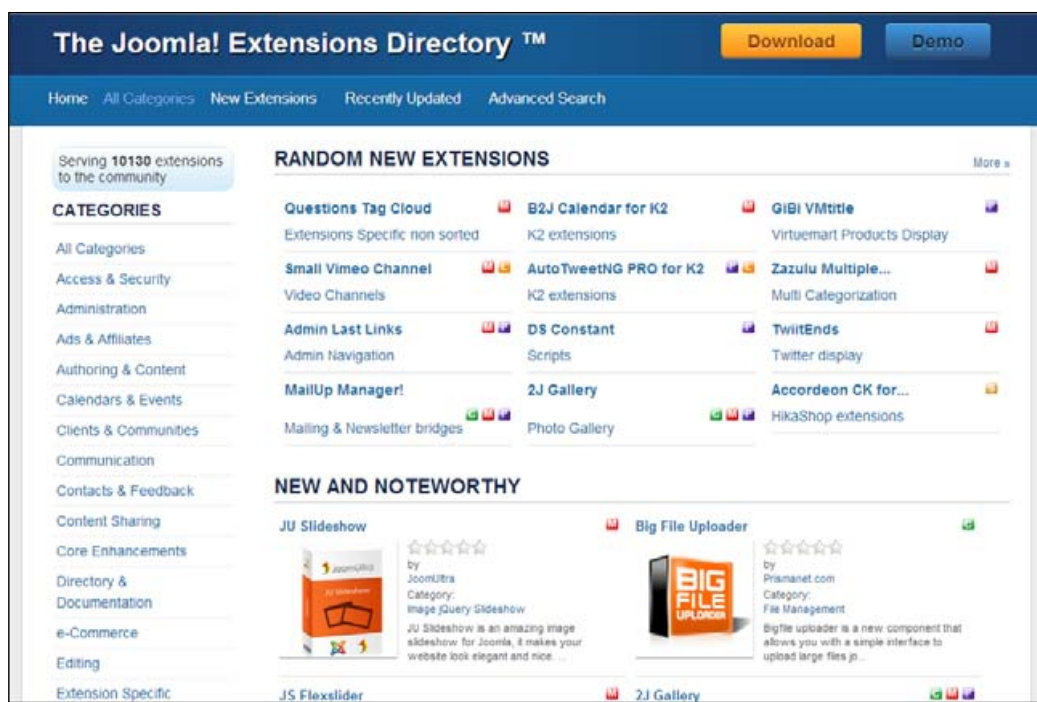 The Joomla! Extensions Directory ™
Download
Demo
Home
All Categories
New Extensions
Recently Updated
Advanced Search
Serving 10130 extensions
to the community
CATEGORIES
All Categories
Access & Security
Administration
Ads & Affiliates
Authoring & Content
Calendars & Events
Clients & Communities
Communication
Contacts & Feedback
Content Sharing
Core Enhancements
Directory &
Documentation
e-Commerce
Editing
Extension Specific
RANDOM NEW EXTENSIONS
More »
Questions Tag Cloud
Extensions Specific non sorted
B2J Calendar for K2
K2 extensions
GiBi VMtitle
Virtuemart Products Display
Small Vimeo Channel
Video Channels
AutoTweetNG PRO for K2
K2 extensions
Zazulu Multiple...
Multi Categorization
Admin Last Links
Admin Navigation
DS Constant
Scripts
TwiitEnds
Twitter display
MailUp Manager!
Mailing & Newsletter bridges
2J Gallery
Photo Gallery
Accordeon CK for...
HikaShop extensions
NEW AND NOTEWORTHY
JU Slideshow
by
JoomUltra
Category:
Image jQuery Slideshow
JU Slideshow is an amazing image
slideshow for Joomla, it makes your
website look elegant and nice. ...
Big File Uploader
BIG
FILE
UPLOADER
by
Prismanet.com
Category:
File Management
Bigfile uploader is a new component that
allows you with a simple interface to
upload large files jo...
JS Flexslider
2J Gallery